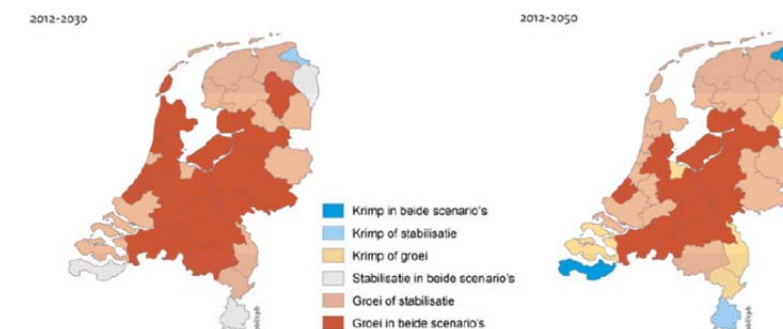 2012-2030
2012-2050
Krimp in beide scenario's
Krimp of stabilisatie
Krimp of groei
Stabilisatie in beide scenario's
Groei of stabilisatie
Groei in beide scenario's